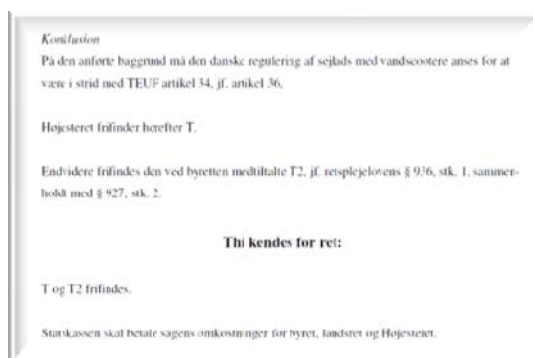 Konklusion
På den anførte baggrund må den danske regulering af sejlads med vandscootere anses for at
være i strid med TEUF artikel 34, jf. artikel 36.
Højesteret frifinder herefter T.
Endvidere frifindes den ved byretten medtiltalte T2, jf. retsplejelovens § 936, stk. 1, sammen-
holdt med § 927, stk. 2.
Thi kendes for ret:
T og T2 frifindes.
Statskassen skal betale sagens omkostninger for byret, landsret og Højesteret.